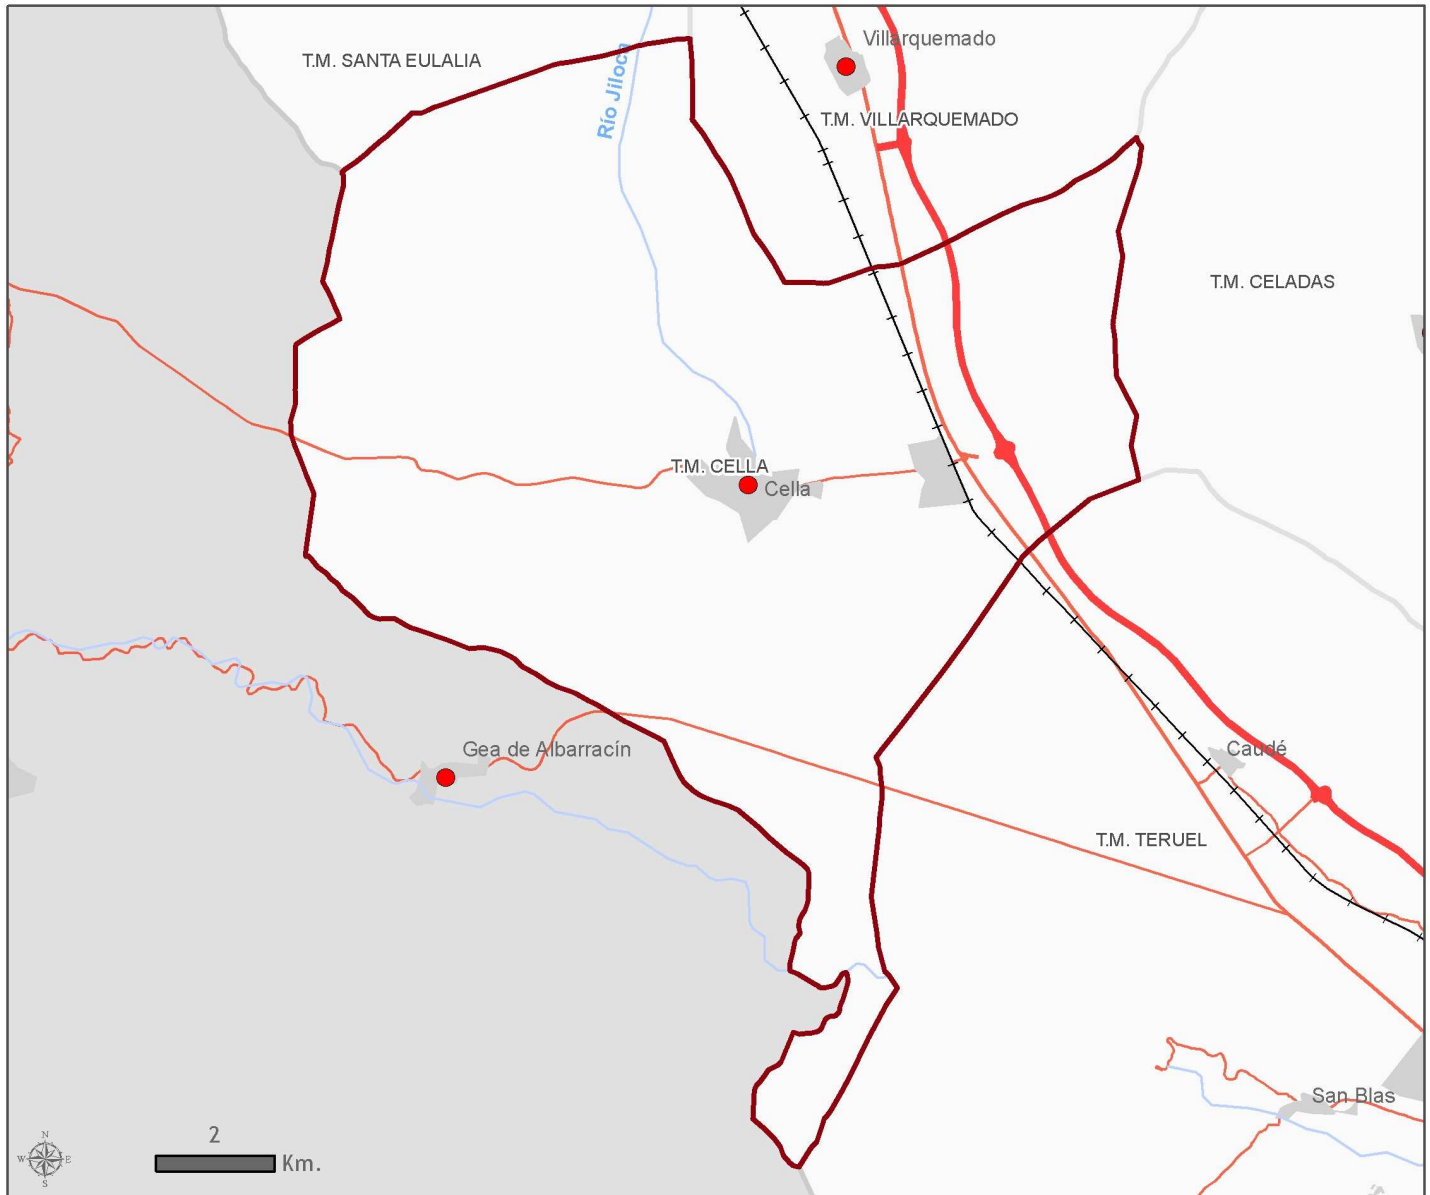 Villarquemado
T.M. SANTA EULALIA
Río Jiloca
T.M. VILLARQUEMADO
T.M. CELADAS
T.M. CELLA
Cella
Gea de Albarracín
Caudé
T.M. TERUEL
San Blas
2
Km.
N
W
E
S